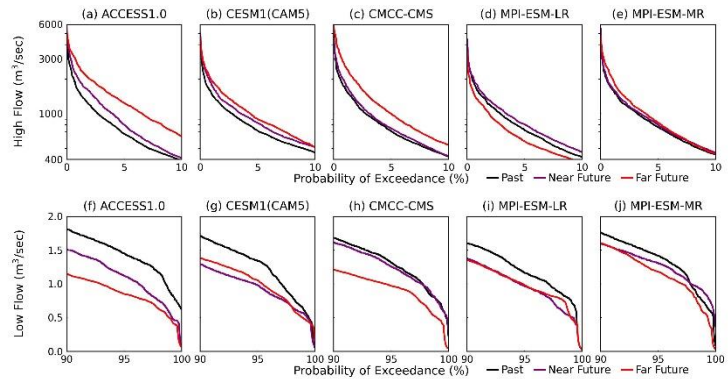 (a) ACCESS1.0 (b) CESM1(CAM5) (c) CMCC-CMS (d) MPI-ESM-LR (e) MPI-ESM-MR
High Flow (m³/sec)
6000
3000
1000
400
0 5 10 0 5 10 0 5 10 0 5 10 0 5 10
Probability of Exceedance (%)
Past Near Future Far Future
(f) ACCESS1.0 (g) CESM1(CAM5) (h) CMCC-CMS (i) MPI-ESM-LR (j) MPI-ESM-MR
Low Flow (m³/sec)
2.0
1.5
1.0
0.5
0.0
90 95 100 90 95 100 90 95 100 90 95 100 90 95 100
Probability of Exceedance (%)
Past Near Future Far Future